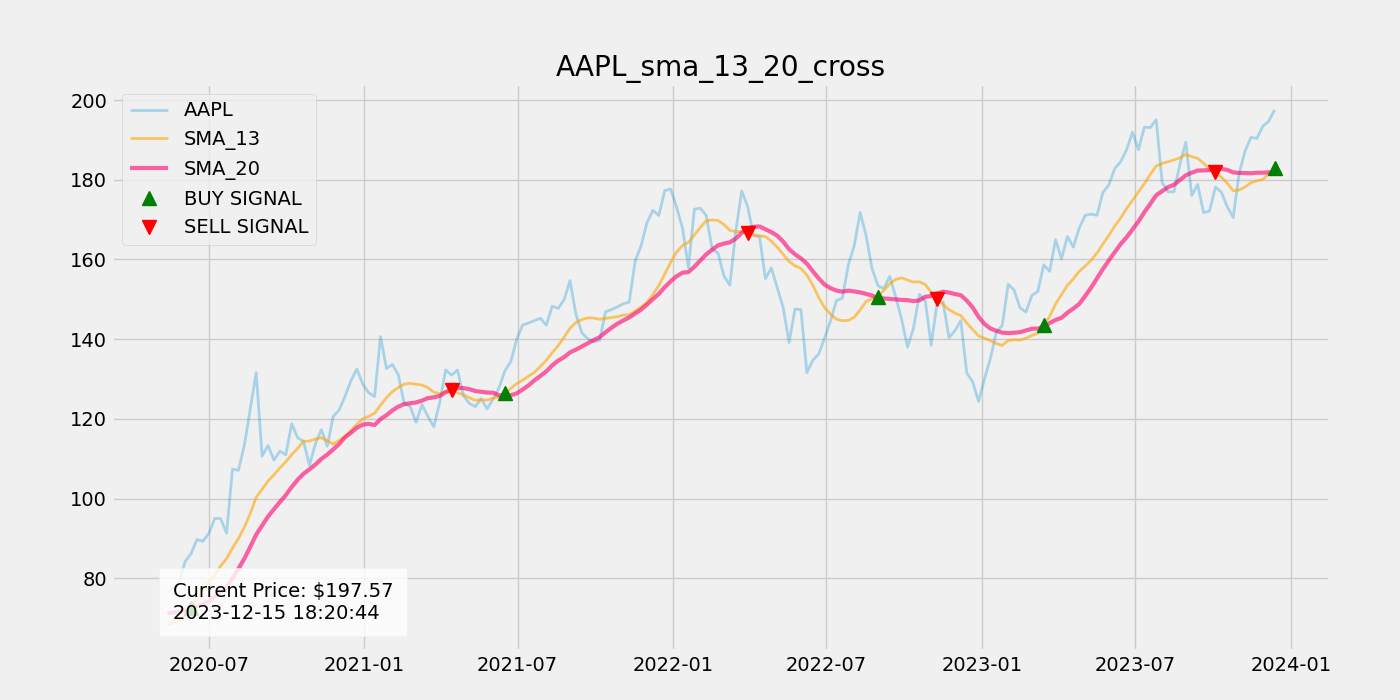 AAPL_sma_13_20_cross
200
180
160
140
120
100
80
AAPL
SMA_13
SMA_20
BUY SIGNAL
SELL SIGNAL
Current Price: $197.57
2023-12-15 18:20:44
2020-07 2021-01 2021-07 2022-01 2022-07 2023-01 2023-07 2024-01